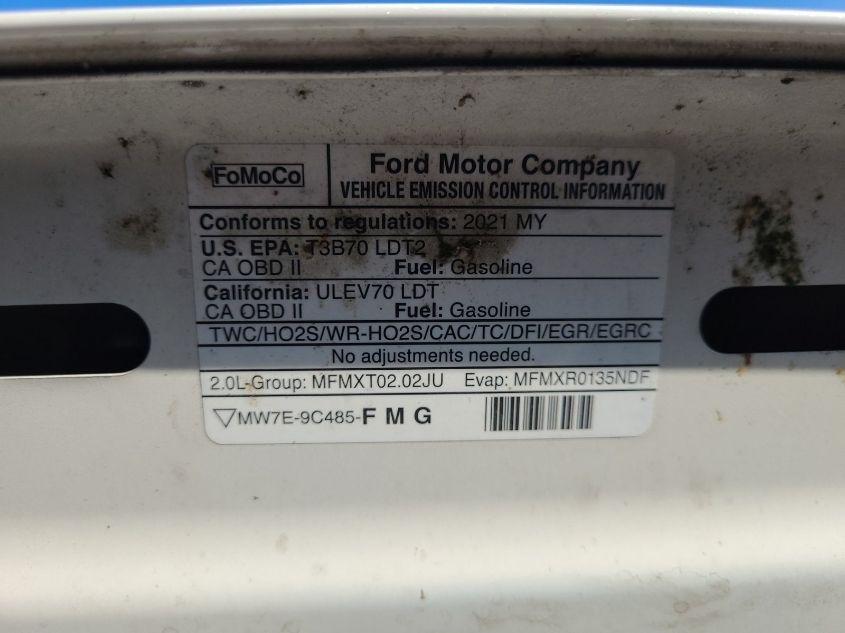 FoMoCo
Ford Motor Company
VEHICLE EMISSION CONTROL INFORMATION
Conforms to regulations: 2021 MY
U.S. EPA: T3B70 LDT2
CA OBD II Fuel: Gasoline
California: ULEV70 LDT
CA OBD II Fuel: Gasoline
TWC/HO2S/WR-HO2S/CAC/TC/DFI/EGR/EGRC
No adjustments needed.
2.0L-Group: MFMXT02.02JU Evap: MFMXR0135NDF
▽MW7E-9C485-F M G